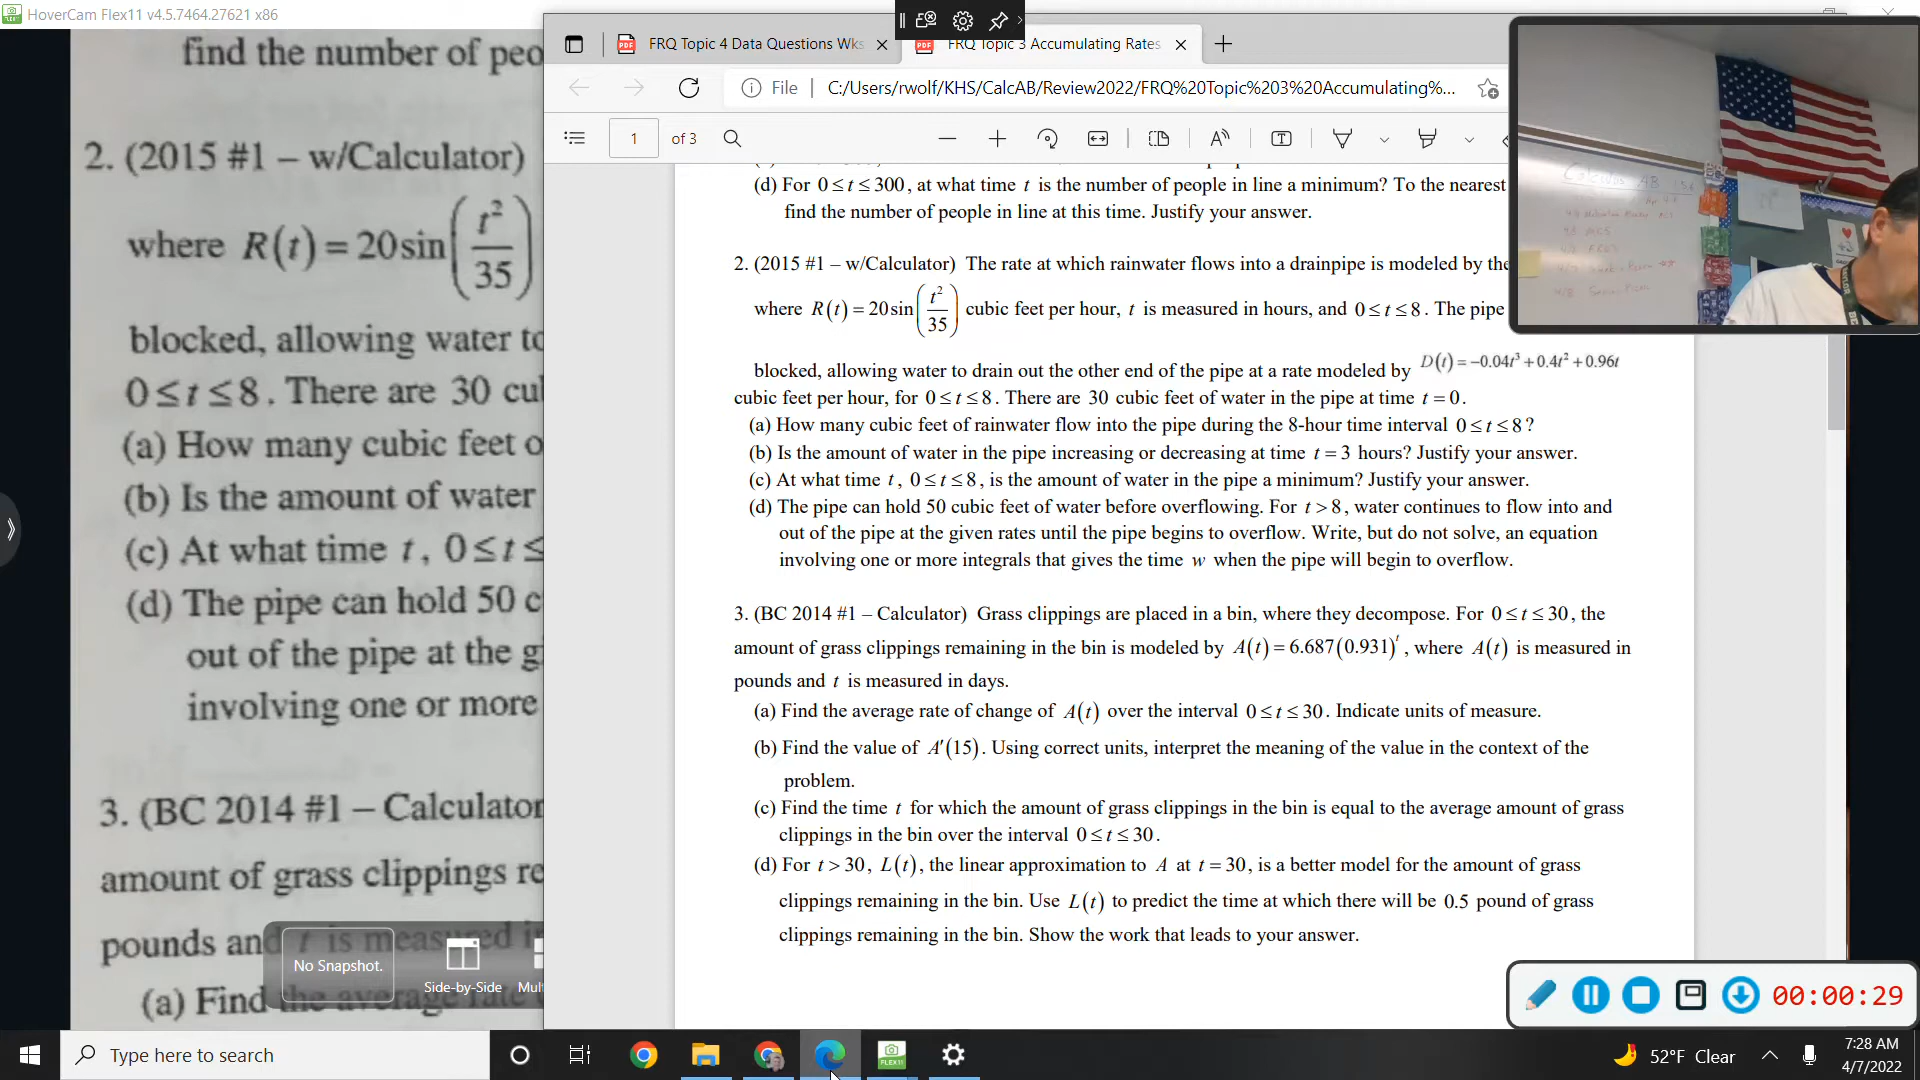 HoverCam Flex11 v4.5.7464.27621 x86
find the number of peo
2. (2015 #1 – w/Calculator)
where R(t) = 20sin(t²/35)
blocked, allowing water to
0 ≤ t ≤ 8. There are 30 cu
(a) How many cubic feet o
(b) Is the amount of water
(c) At what time t, 0 ≤ t ≤
(d) The pipe can hold 50 c
out of the pipe at the g
involving one or more
3. (BC 2014 #1 – Calculator
amount of grass clippings re
pounds and t is measured in
(a) Find the average rate
No Snapshot.
Side-by-Side
Mul
FRQ Topic 4 Data Questions Wks
FRQ Topic 3 Accumulating Rates
File
C:/Users/rwolf/KHS/CalcAB/Review2022/FRQ%20Topic%203%20Accumulating%...
1 of 3
(d) For 0 ≤ t ≤ 300, at what time t is the number of people in line a minimum? To the nearest
find the number of people in line at this time. Justify your answer.
2. (2015 #1 – w/Calculator) The rate at which rainwater flows into a drainpipe is modeled by the
where R(t) = 20sin(t²/35) cubic feet per hour, t is measured in hours, and 0 ≤ t ≤ 8. The pipe
blocked, allowing water to drain out the other end of the pipe at a rate modeled by D(t) = −0.04t³ + 0.4t² + 0.96t
cubic feet per hour, for 0 ≤ t ≤ 8. There are 30 cubic feet of water in the pipe at time t = 0.
(a) How many cubic feet of rainwater flow into the pipe during the 8-hour time interval 0 ≤ t ≤ 8?
(b) Is the amount of water in the pipe increasing or decreasing at time t = 3 hours? Justify your answer.
(c) At what time t, 0 ≤ t ≤ 8, is the amount of water in the pipe a minimum? Justify your answer.
(d) The pipe can hold 50 cubic feet of water before overflowing. For t > 8, water continues to flow into and
out of the pipe at the given rates until the pipe begins to overflow. Write, but do not solve, an equation
involving one or more integrals that gives the time w when the pipe will begin to overflow.
3. (BC 2014 #1 – Calculator) Grass clippings are placed in a bin, where they decompose. For 0 ≤ t ≤ 30, the
amount of grass clippings remaining in the bin is modeled by A(t) = 6.687(0.931)^t, where A(t) is measured in
pounds and t is measured in days.
(a) Find the average rate of change of A(t) over the interval 0 ≤ t ≤ 30. Indicate units of measure.
(b) Find the value of A′(15). Using correct units, interpret the meaning of the value in the context of the
problem.
(c) Find the time t for which the amount of grass clippings in the bin is equal to the average amount of grass
clippings in the bin over the interval 0 ≤ t ≤ 30.
(d) For t > 30, L(t), the linear approximation to A at t = 30, is a better model for the amount of grass
clippings remaining in the bin. Use L(t) to predict the time at which there will be 0.5 pound of grass
clippings remaining in the bin. Show the work that leads to your answer.
Calculus AB
00:00:29
Type here to search
FLEX11
52°F Clear
7:28 AM
4/7/2022